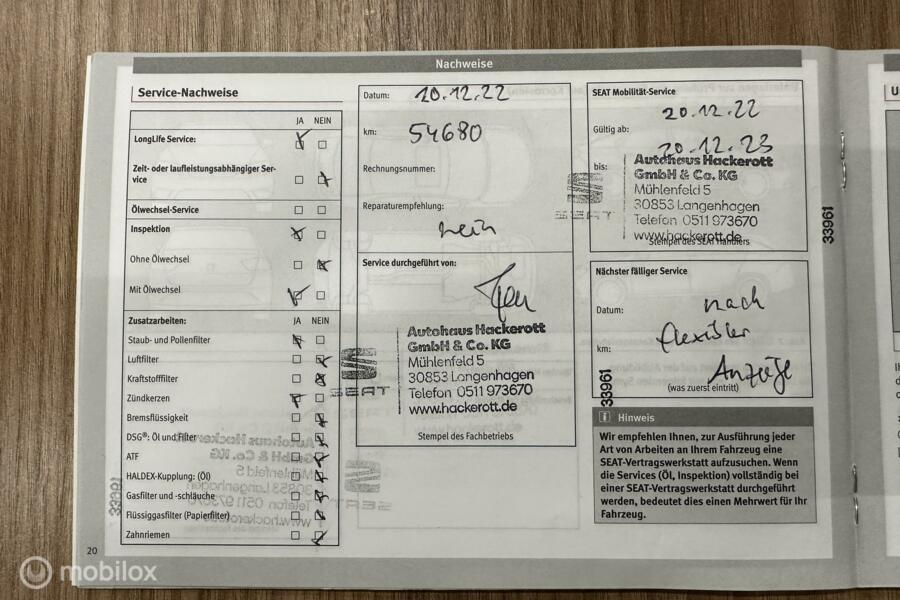 Nachweise
Service-Nachweise
JA NEIN
LongLife Service:
Zeit- oder laufleistungsabhängiger Ser-
vice
Ölwechsel-Service
Inspektion
Ohne Ölwechsel
Mit Ölwechsel
Zusatzarbeiten: JA NEIN
Staub- und Pollenfilter
Luftfilter
Kraftstofffilter
Zündkerzen
Bremsflüssigkeit
DSG®: Öl und Filter
ATF
HALDEX-Kupplung: (Öl)
Gasfilter und -schläuche
Flüssiggasfilter (Papierfilter)
Zahnriemen
20
Datum: 20.12.22
km: 54680
Rechnungsnummer:
Reparaturempfehlung:
nein
Service durchgeführt von:
SEAT
Autohaus Hackerott
GmbH & Co. KG
Mühlenfeld 5
30853 Langenhagen
Telefon 0511 973670
www.hackerott.de
Stempel des Fachbetriebs
SEAT Mobilität-Service
20.12.22
Gültig ab:
20.12.23
bis:
SEAT
Autohaus Hackerott
GmbH & Co. KG
Mühlenfeld 5
30853 Langenhagen
Telefon 0511 973670
www.hackerott.de
Stempel des SEAT Händlers
33961
Nächster fälliger Service
Datum: nach
km: flexibler
Anzeige
(was zuerst eintritt)
33961
i Hinweis
Wir empfehlen Ihnen, zur Ausführung jeder
Art von Arbeiten an Ihrem Fahrzeug eine
SEAT-Vertragswerkstatt aufzusuchen. Wenn
die Services (Öl, Inspektion) vollständig bei
einer SEAT-Vertragswerkstatt durchgeführt
werden, bedeutet dies einen Mehrwert für Ihr
Fahrzeug.
mobilox